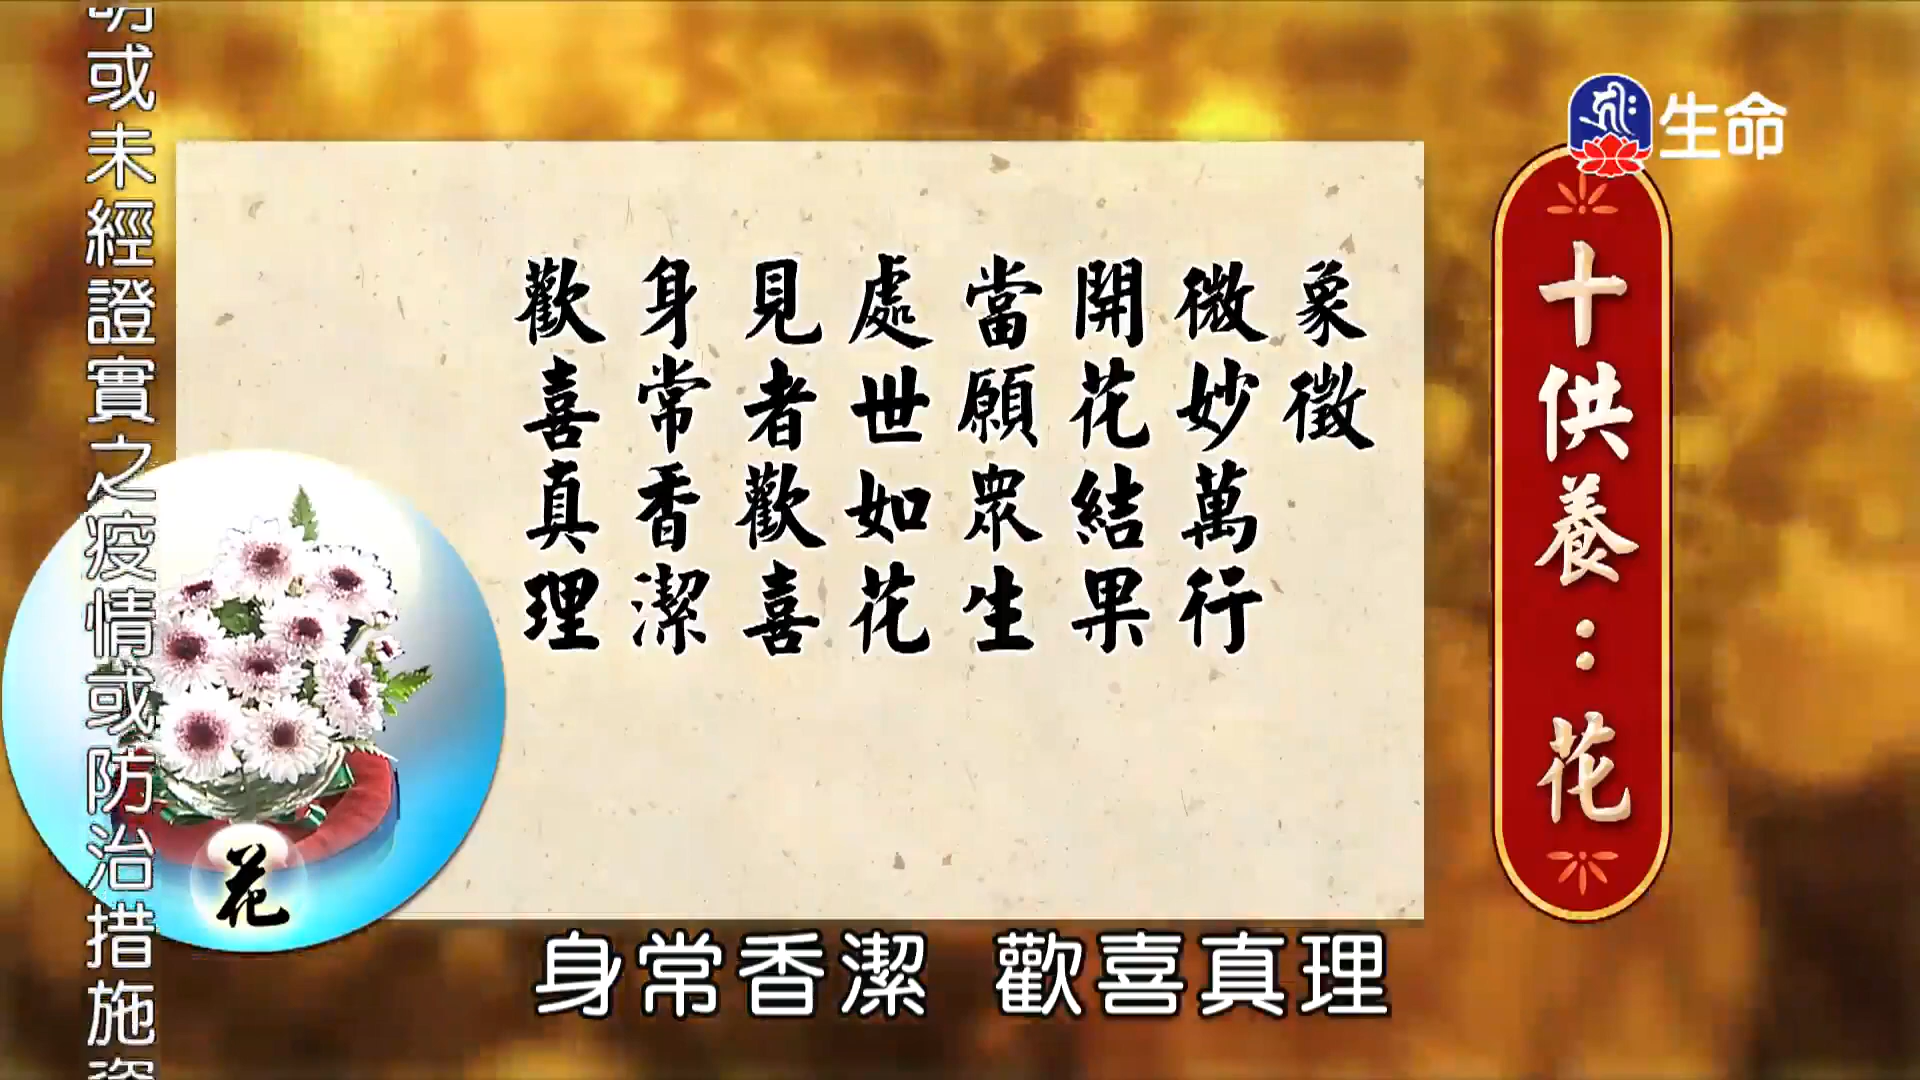 生命
十供養：花
象徵
微妙萬行
開花結果
當願眾生
處世如花
見者歡喜
身常香潔
歡喜真理
花
身常香潔 歡喜真理
或未經證實之疫情或防治措施